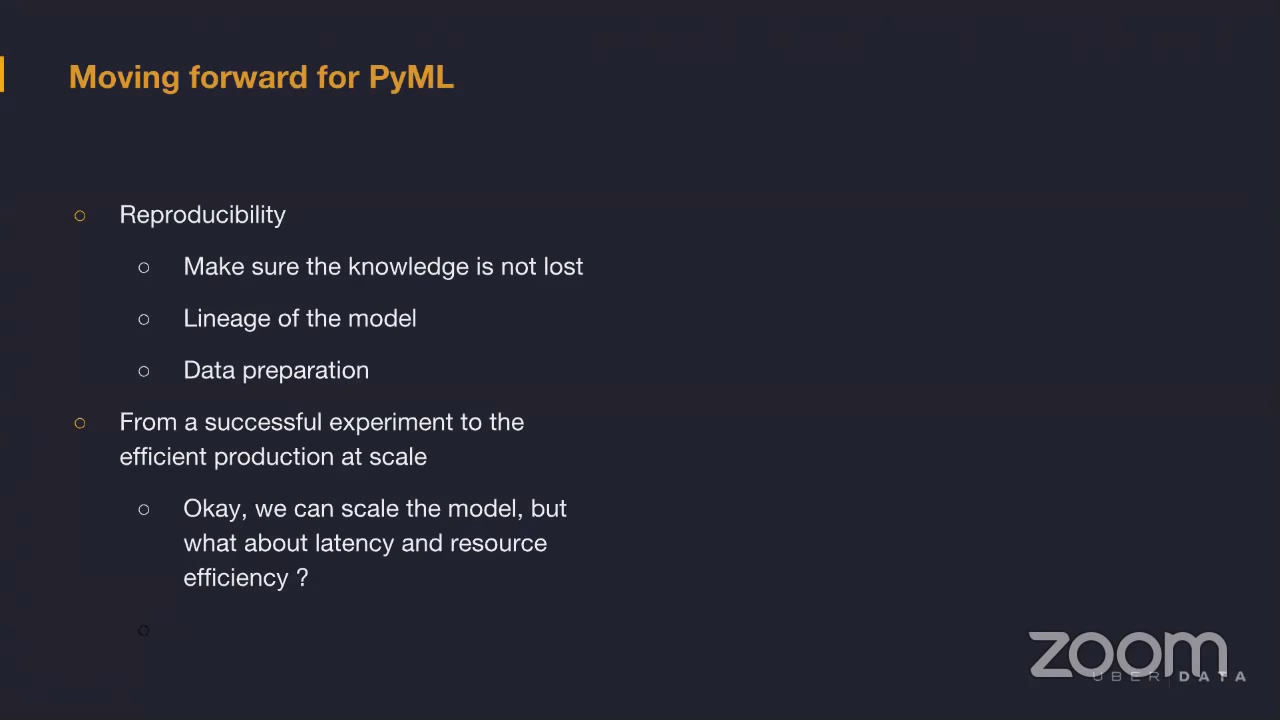 Moving forward for PyML
Reproducibility
Make sure the knowledge is not lost
Lineage of the model
Data preparation
From a successful experiment to the
efficient production at scale
Okay, we can scale the model, but
what about latency and resource
efficiency ?
zoom
UBER DATA